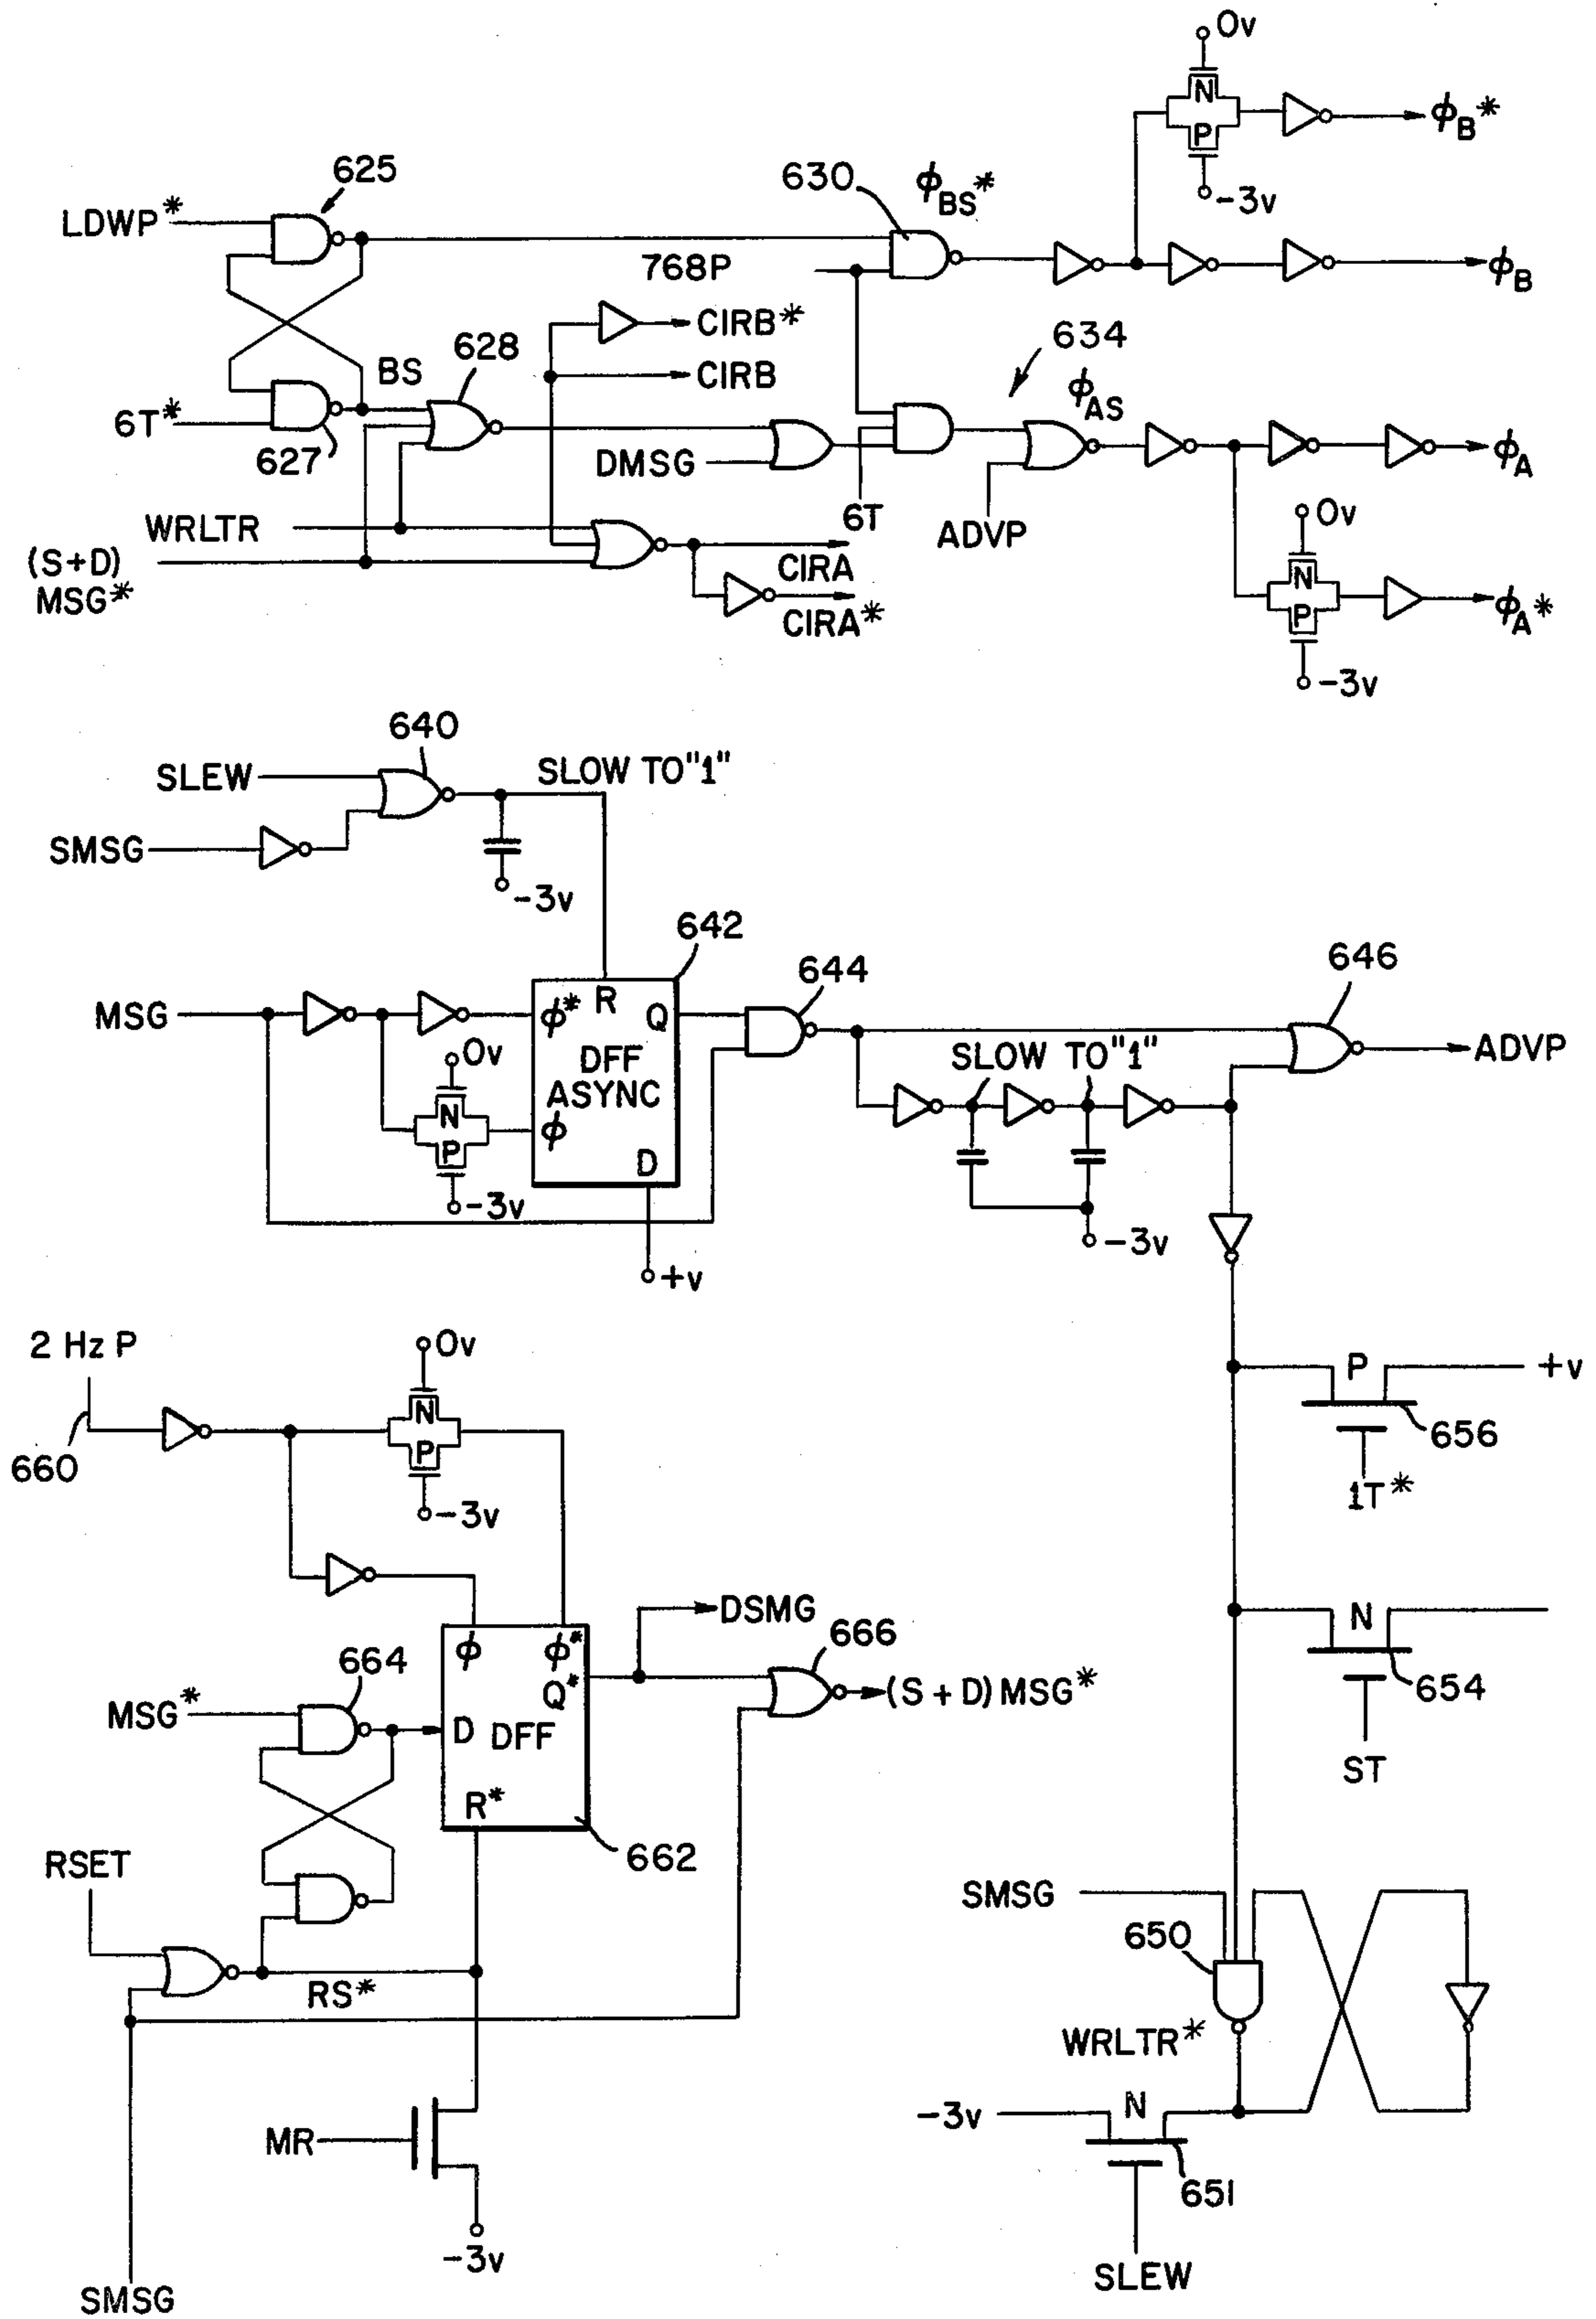 0v
N
P
-3v
ϕB*
625
LDWP*
630
ϕBS*
768P
ϕB
CIRB*
CIRB
628
BS
634
ϕAS
6T*
627
DMSG
ϕA
WRLTR
6T
ADVP
0v
N
P
-3v
(S+D)
MSG*
CIRA
CIRA*
ϕA*
640
SLEW
SLOW TO "1"
SMSG
-3v
642
644
646
MSG
ϕ*
R
Q
DFF
ASYNC
ϕ
D
0v
N
P
-3v
+v
SLOW TO "1"
ADVP
-3v
2 Hz P
0v
N
P
-3v
660
P
+v
656
1T*
DSMG
ϕ
ϕ*
Q*
666
(S+D) MSG*
664
MSG*
D
DFF
R*
662
N
654
ST
RSET
RS*
SMSG
650
WRLTR*
MR
-3v
-3v
N
651
SLEW
SMSG